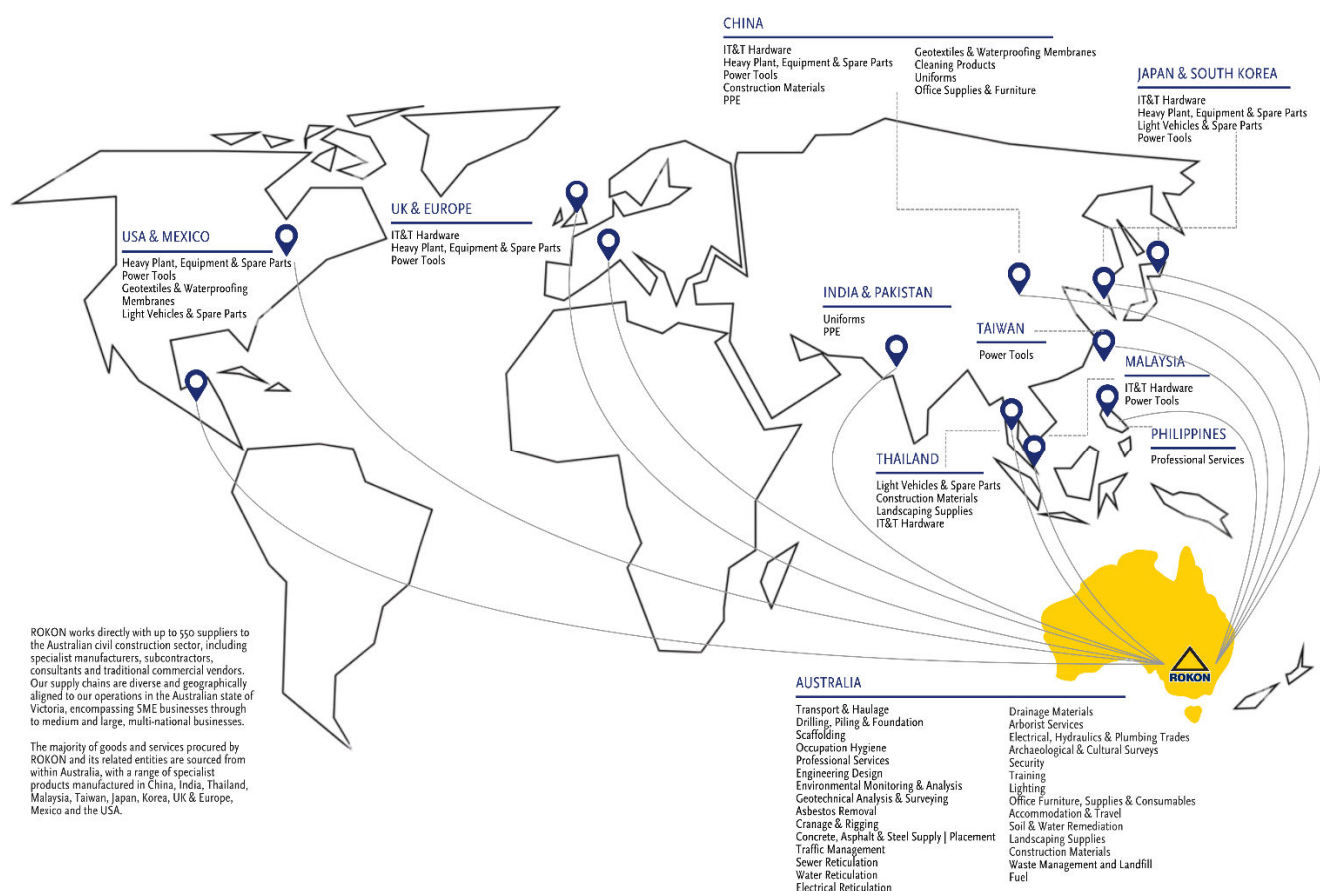 CHINA
IT&T Hardware
Heavy Plant, Equipment & Spare Parts
Power Tools
Construction Materials
PPE
Geotextiles & Waterproofing Membranes
Cleaning Products
Uniforms
Office Supplies & Furniture
JAPAN & SOUTH KOREA
IT&T Hardware
Heavy Plant, Equipment & Spare Parts
Light Vehicles & Spare Parts
Power Tools
UK & EUROPE
IT&T Hardware
Heavy Plant, Equipment & Spare Parts
Power Tools
USA & MEXICO
Heavy Plant, Equipment & Spare Parts
Power Tools
Geotextiles & Waterproofing
Membranes
Light Vehicles & Spare Parts
INDIA & PAKISTAN
Uniforms
PPE
TAIWAN
Power Tools
MALAYSIA
IT&T Hardware
Power Tools
PHILIPPINES
Professional Services
THAILAND
Light Vehicles & Spare Parts
Construction Materials
Landscaping Supplies
IT&T Hardware
ROKON
ROKON works directly with up to 550 suppliers to
the Australian civil construction sector, including
specialist manufacturers, subcontractors,
consultants and traditional commercial vendors.
Our supply chains are diverse and geographically
aligned to our operations in the Australian state of
Victoria, encompassing SME businesses through
to medium and large, multi-national businesses.
The majority of goods and services procured by
ROKON and its related entities are sourced from
within Australia, with a range of specialist
products manufactured in China, India, Thailand,
Malaysia, Taiwan, Japan, Korea, UK & Europe,
Mexico and the USA.
AUSTRALIA
Transport & Haulage
Drilling, Piling & Foundation
Scaffolding
Occupation Hygiene
Professional Services
Engineering Design
Environmental Monitoring & Analysis
Geotechnical Analysis & Surveying
Asbestos Removal
Cranage & Rigging
Concrete, Asphalt & Steel Supply | Placement
Traffic Management
Sewer Reticulation
Water Reticulation
Electrical Reticulation
Drainage Materials
Arborist Services
Electrical, Hydraulics & Plumbing Trades
Archaeological & Cultural Surveys
Security
Training
Lighting
Office Furniture, Supplies & Consumables
Accommodation & Travel
Soil & Water Remediation
Landscaping Supplies
Construction Materials
Waste Management and Landfill
Fuel